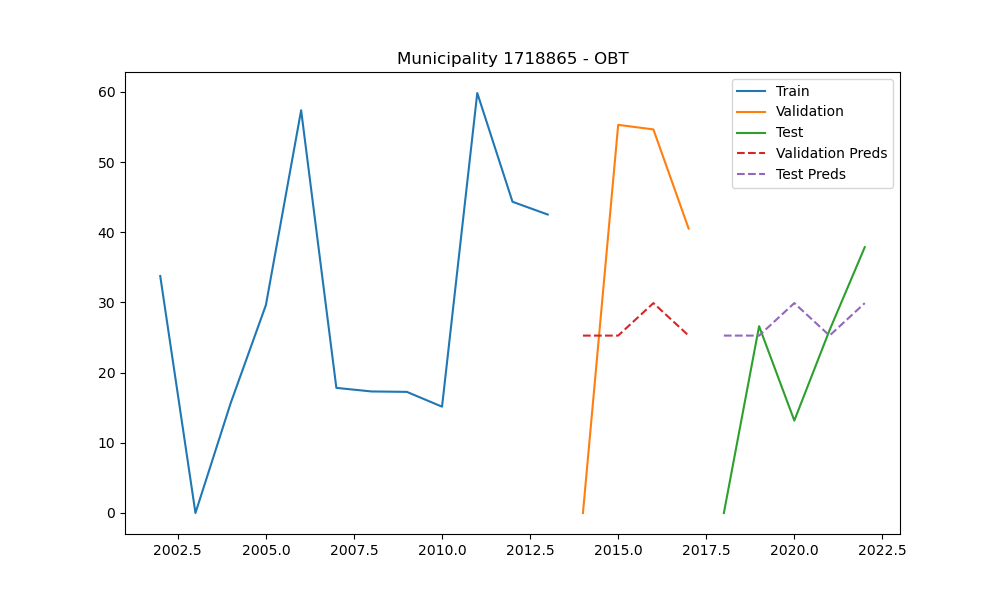 Municipality 1718865 - OBT
Train
Validation
Test
Validation Preds
Test Preds
60
50
40
30
20
10
0
2002.5 2005.0 2007.5 2010.0 2012.5 2015.0 2017.5 2020.0 2022.5